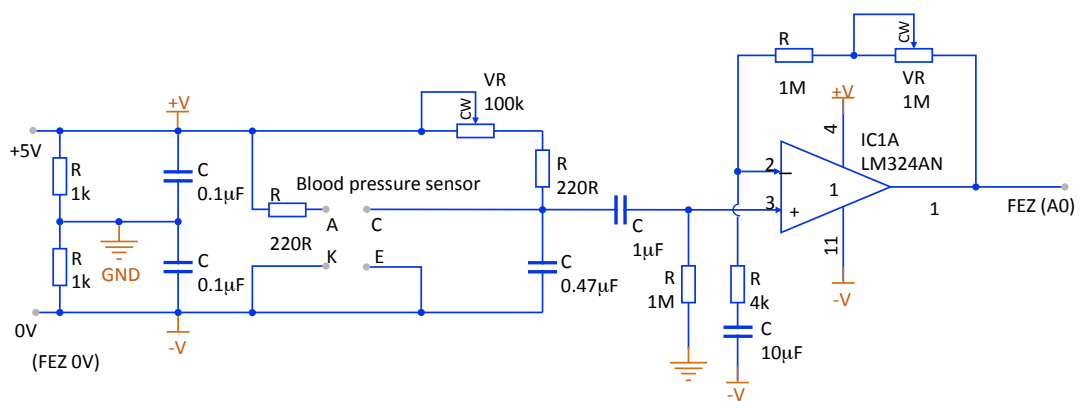 R
1M
CW
VR
1M
VR
100k
CW
+V
+V
4
IC1A
LM324AN
+5V
R
1k
C
0.1µF
Blood pressure sensor
R
220R
R
220R
A
C
K
E
2
3
−
+
1
1
11
FEZ (A0)
GND
R
1k
C
0.1µF
C
0.47µF
C
1µF
R
1M
R
4k
C
10µF
-V
0V
(FEZ 0V)
-V
-V